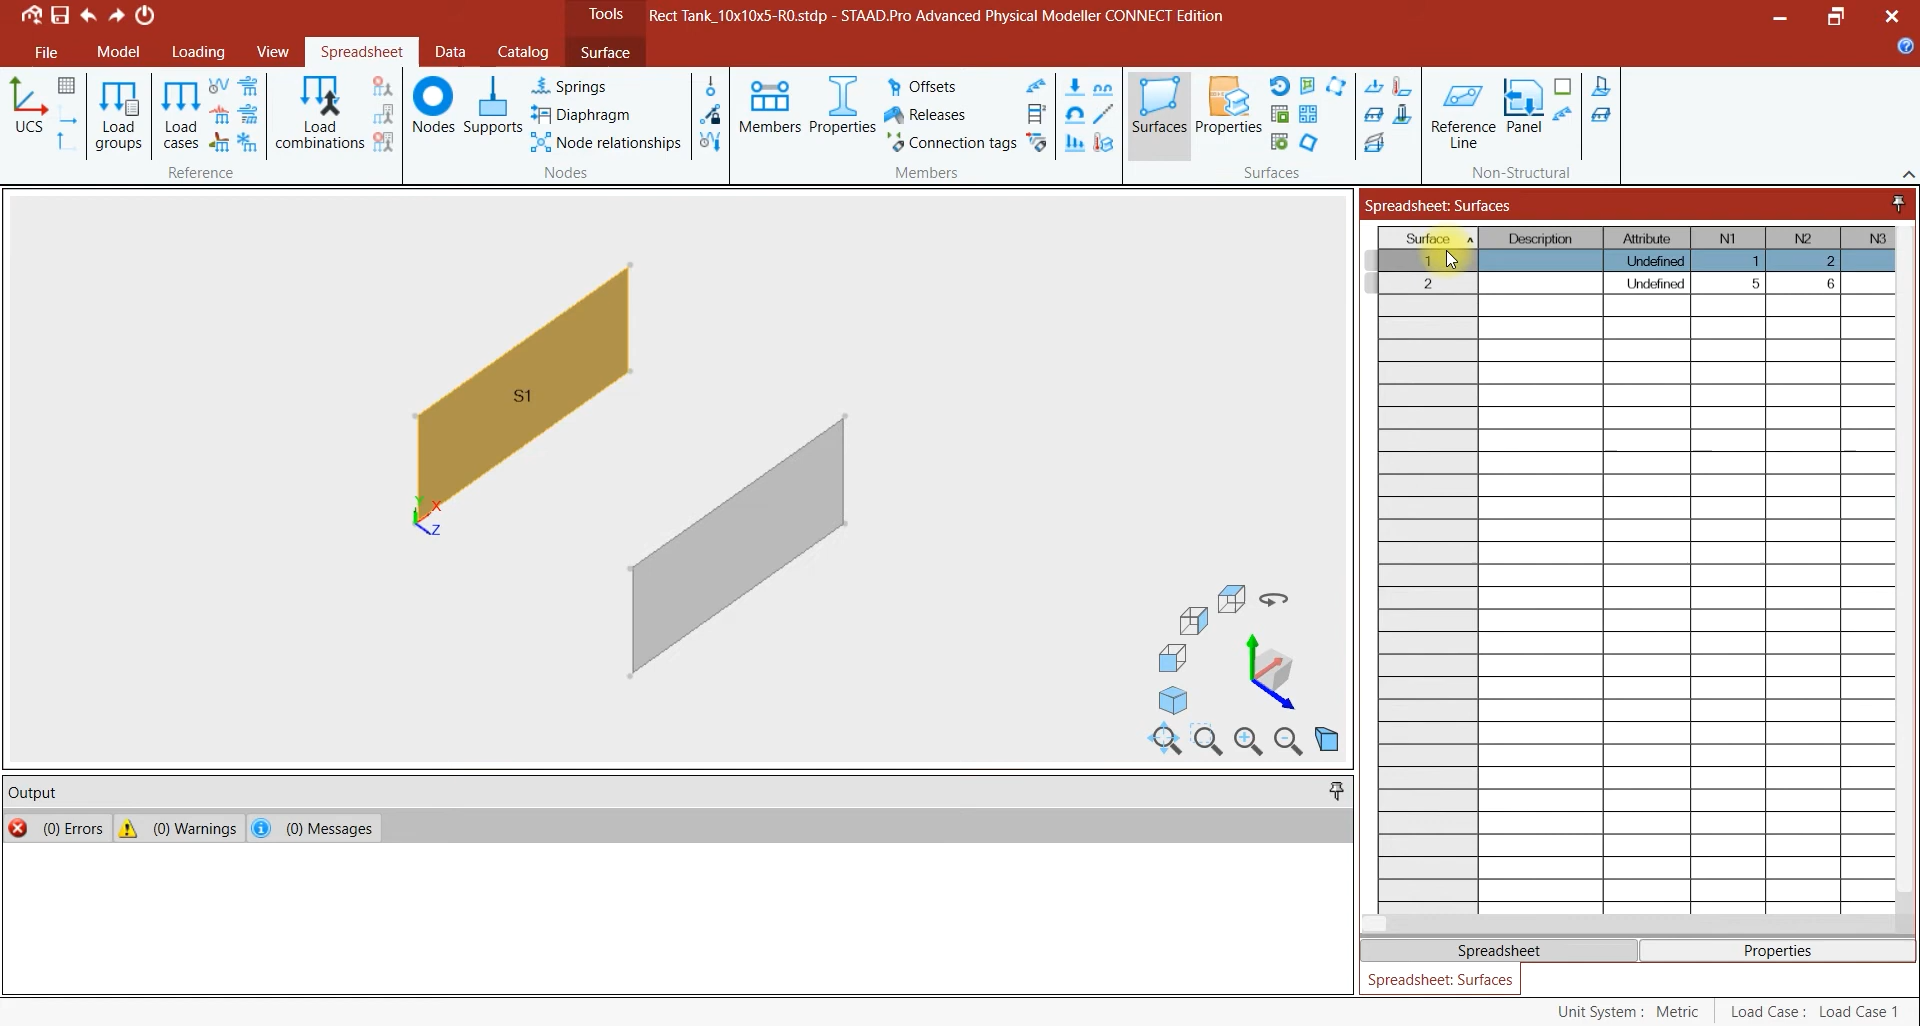 Tools
Rect Tank_10x10x5-R0.stdp - STAAD.Pro Advanced Physical Modeller CONNECT Edition
File Model Loading View Spreadsheet Data Catalog Surface
UCS
Load groups
Load cases
Load combinations
Reference
Nodes
Supports
Springs
Diaphragm
Node relationships
Nodes
Members
Properties
Offsets
Releases
Connection tags
Members
Surfaces
Properties
Surfaces
Reference Line
Panel
Non-Structural
S1
Y
X
Z
Spreadsheet: Surfaces
Surface Description Attribute N1 N2 N3
1 Undefined 1 2
2 Undefined 5 6
Output
(0) Errors (0) Warnings (0) Messages
Spreadsheet Properties
Spreadsheet: Surfaces
Unit System : Metric Load Case : Load Case 1